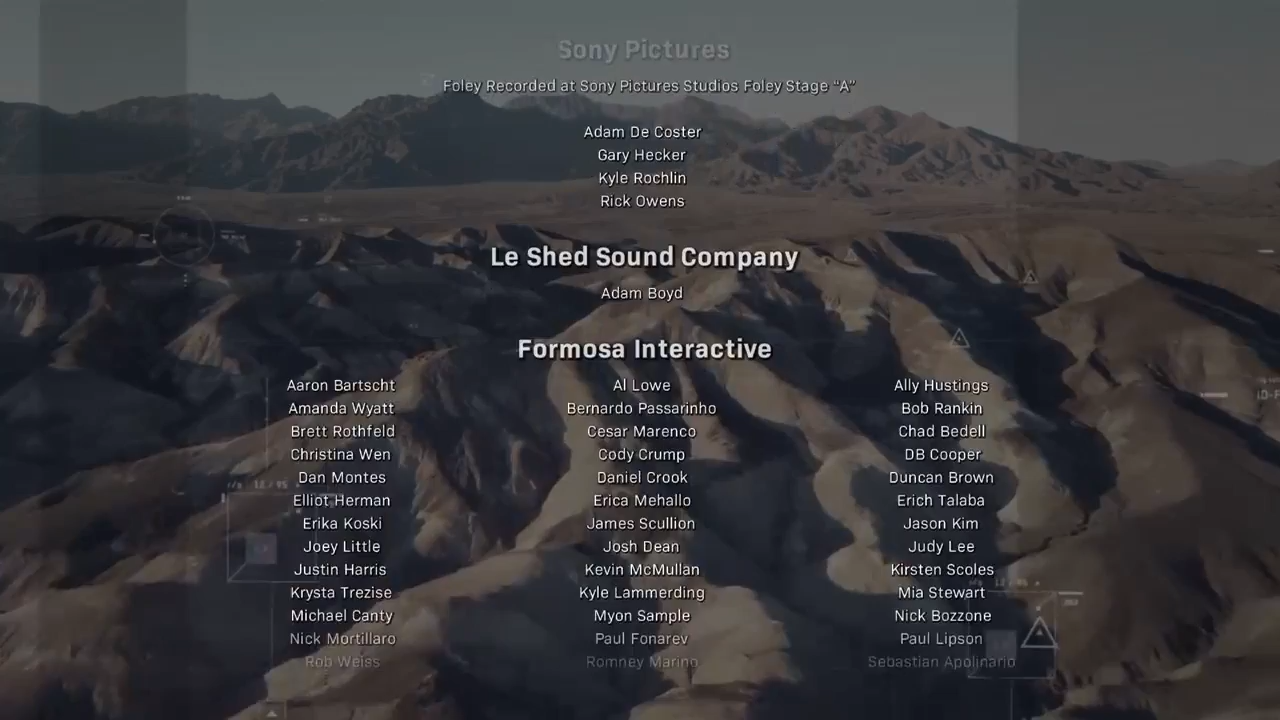 Sony Pictures
Foley Recorded at Sony Pictures Studios Foley Stage “A”
Adam De Coster
Gary Hecker
Kyle Rochlin
Rick Owens
Le Shed Sound Company
Adam Boyd
Formosa Interactive
Aaron Bartscht Al Lowe Ally Hustings
Amanda Wyatt Bernardo Passarinho Bob Rankin
Brett Rothfeld Cesar Marenco Chad Bedell
Christina Wen Cody Crump DB Cooper
Dan Montes Daniel Crook Duncan Brown
Elliot Herman Erica Mehallo Erich Talaba
Erika Koski James Scullion Jason Kim
Joey Little Josh Dean Judy Lee
Justin Harris Kevin McMullan Kirsten Scoles
Krysta Trezise Kyle Lammerding Mia Stewart
Michael Canty Myon Sample Nick Bozzone
Nick Mortillaro Paul Fonarev Paul Lipson
Rob Weiss Romney Marino Sebastian Apolinario